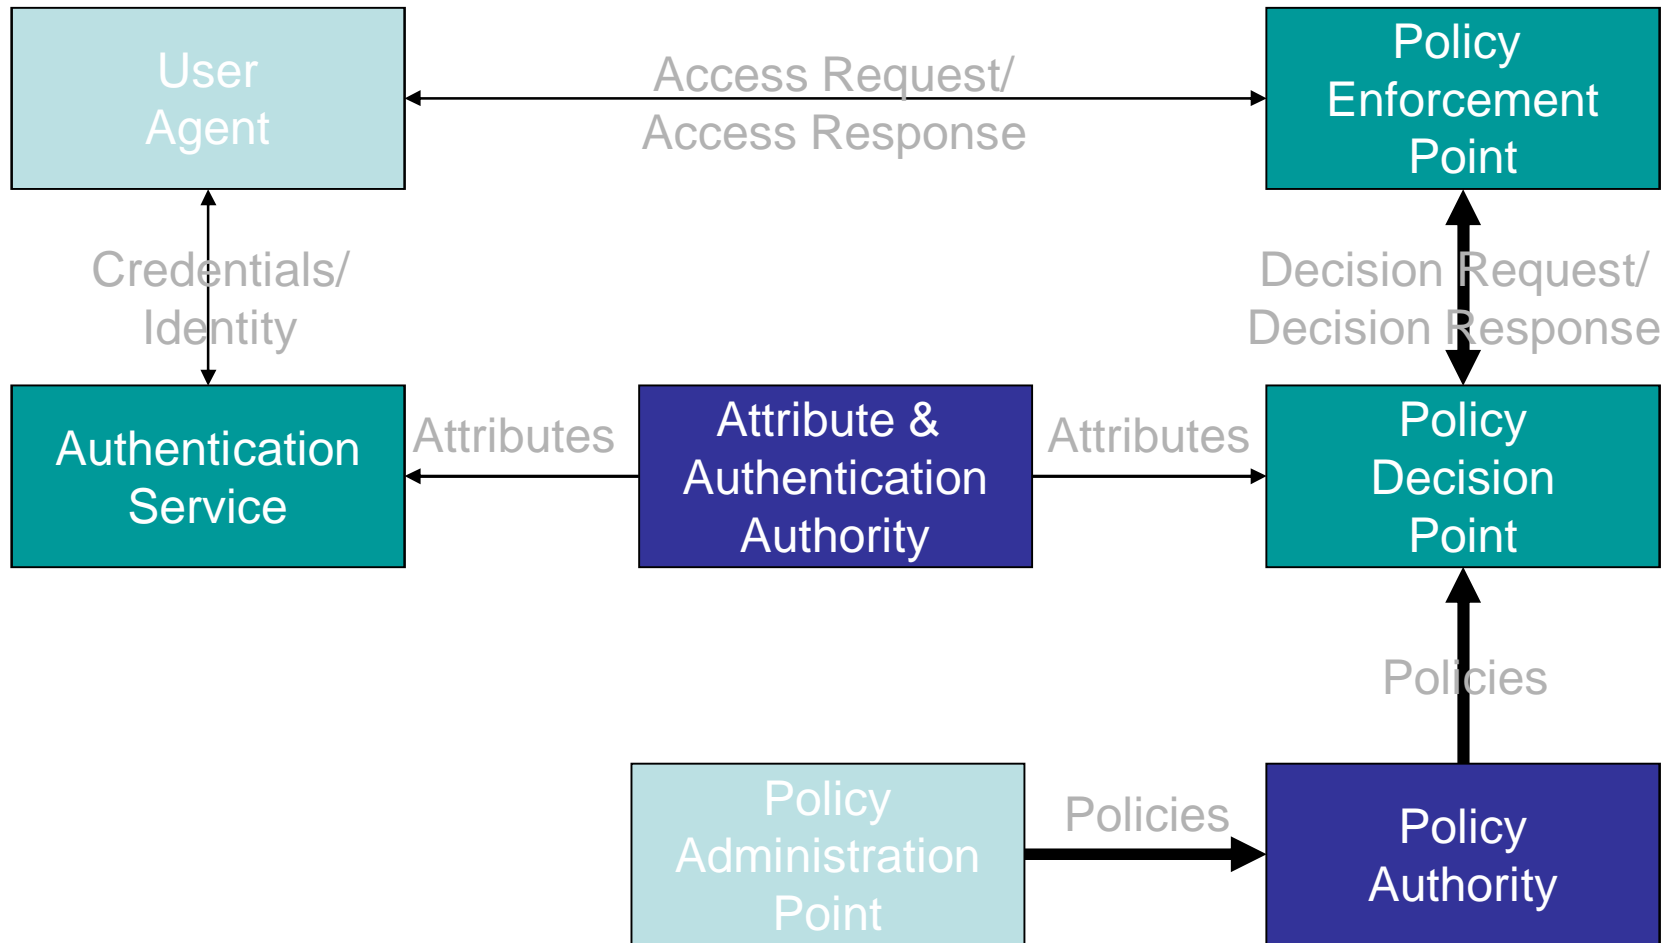 User
Agent
Access Request/
Access Response
Policy
Enforcement
Point
Credentials/
Identity
Decision Request/
Decision Response
Authentication
Service
Attributes
Attribute &
Authentication
Authority
Attributes
Policy
Decision
Point
Policies
Policy
Administration
Point
Policies
Policy
Authority